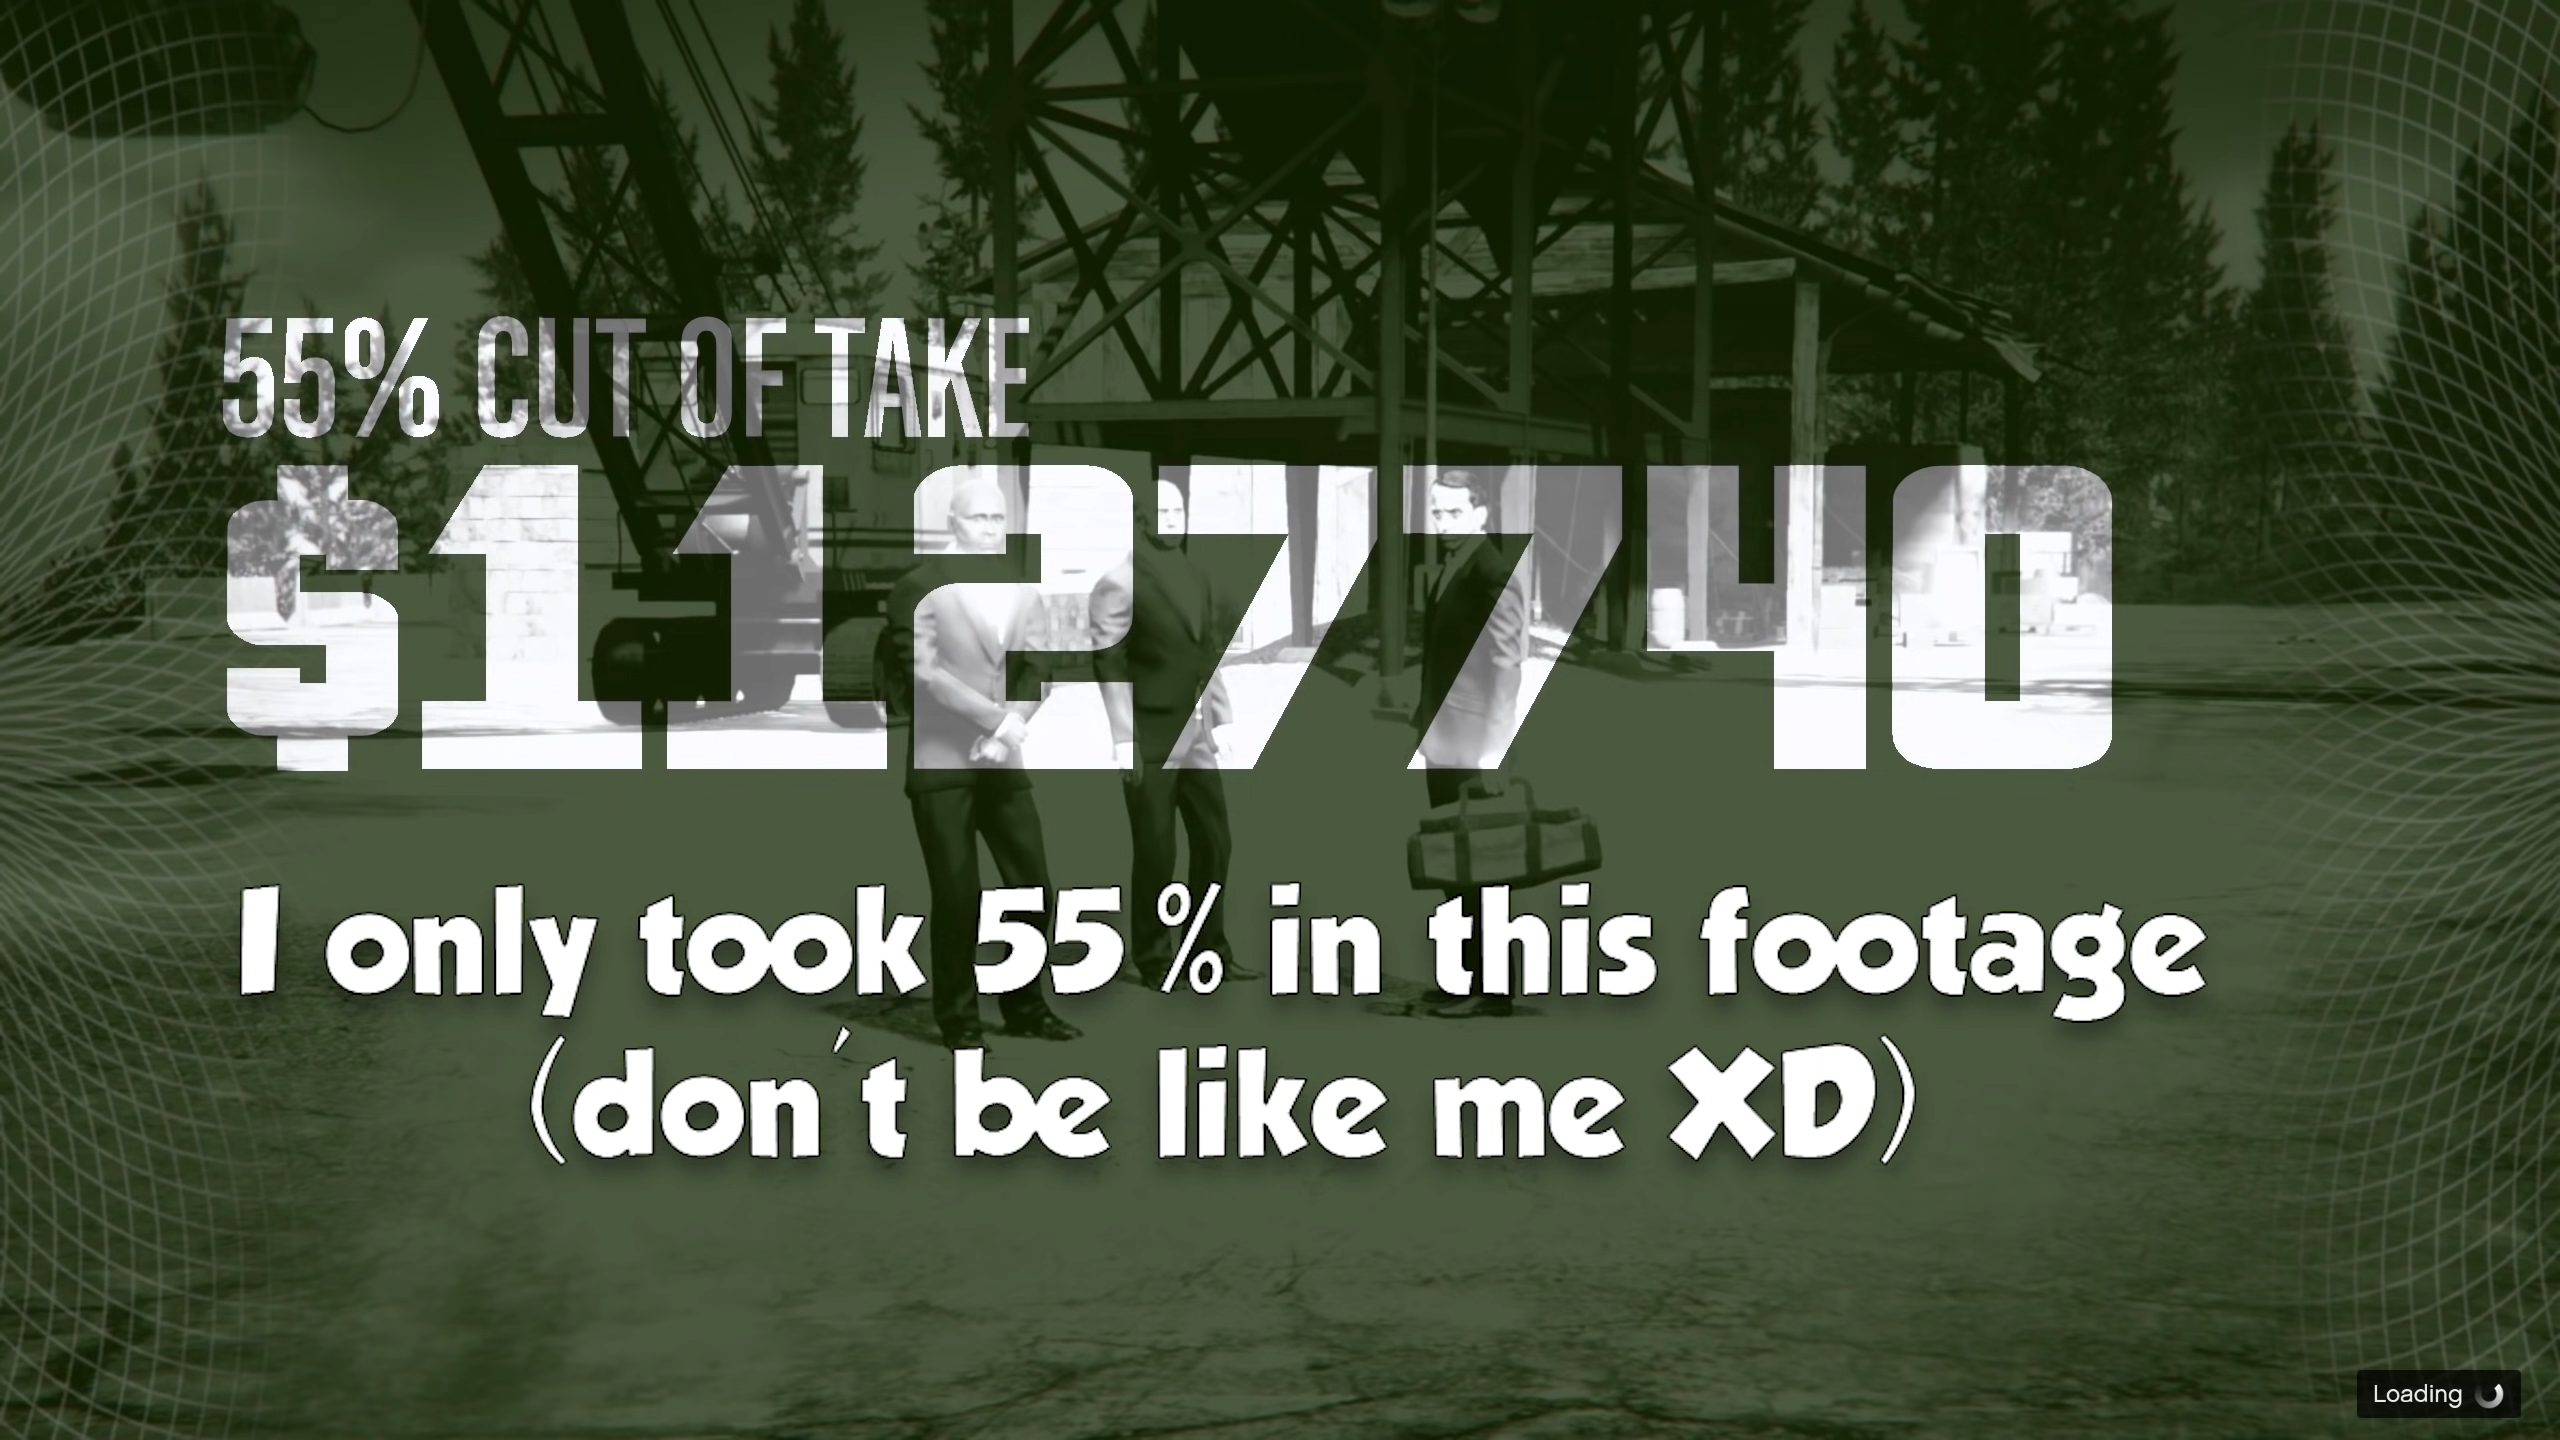 55% CUT OF TAKE
$1127740
I only took 55% in this footage
(don't be like me XD)
Loading